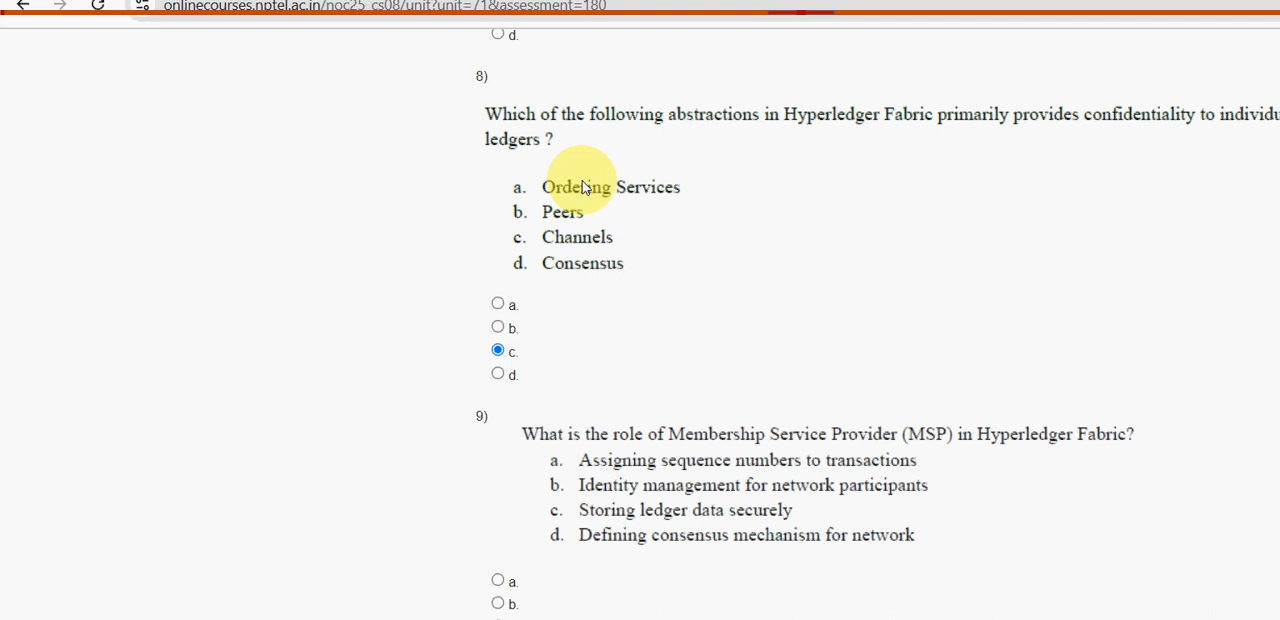 onlinecourses.nptel.ac.in/noc25_cs08/unit?unit=71&assessment=180
d.
8)
Which of the following abstractions in Hyperledger Fabric primarily provides confidentiality to
ledgers ?
a. Ordering Services
b. Peers
c. Channels
d. Consensus
a.
b.
c.
d.
9)
What is the role of Membership Service Provider (MSP) in Hyperledger Fabric?
a. Assigning sequence numbers to transactions
b. Identity management for network participants
c. Storing ledger data securely
d. Defining consensus mechanism for network
a.
b.